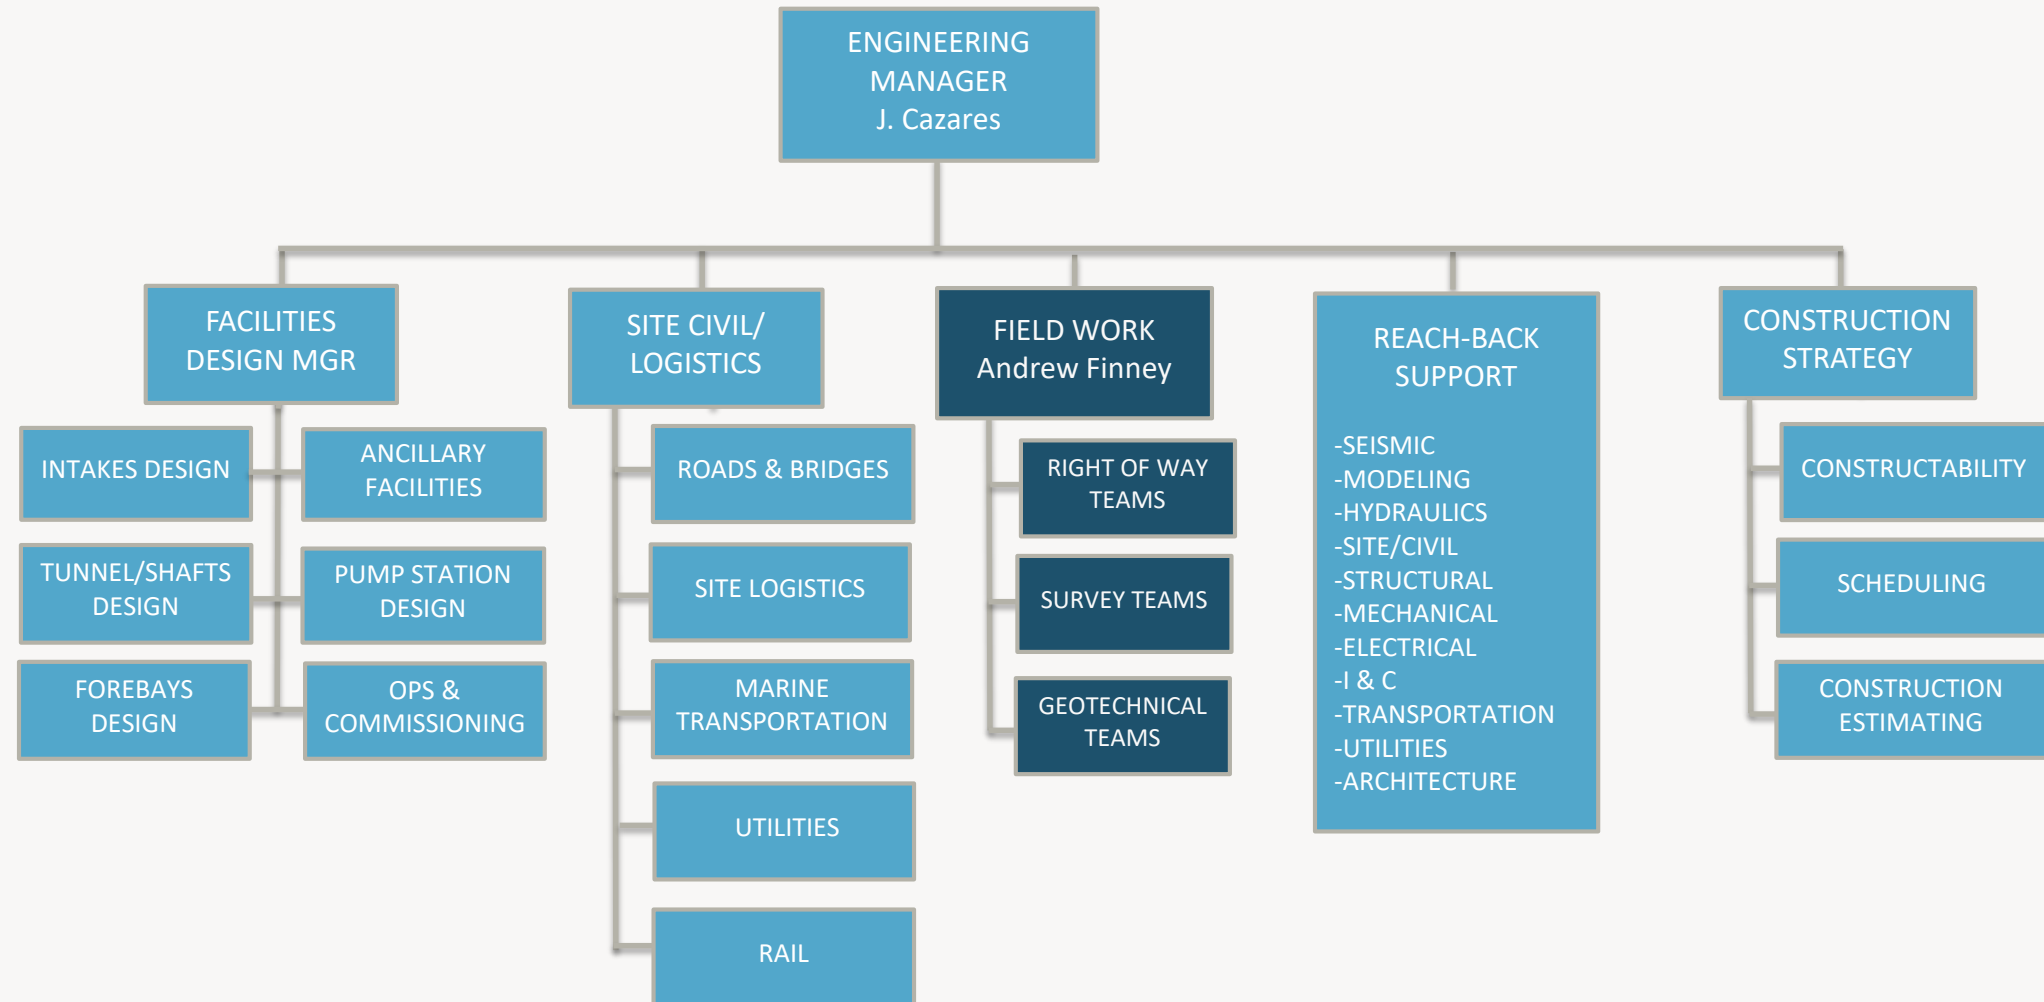 ENGINEERING
MANAGER
J. Cazares
FACILITIES
DESIGN MGR
INTAKES DESIGN
ANCILLARY
FACILITIES
TUNNEL/SHAFTS
DESIGN
PUMP STATION
DESIGN
FOREBAYS
DESIGN
OPS &
COMMISSIONING
SITE CIVIL/
LOGISTICS
ROADS & BRIDGES
SITE LOGISTICS
MARINE
TRANSPORTATION
UTILITIES
RAIL
FIELD WORK
Andrew Finney
RIGHT OF WAY
TEAMS
SURVEY TEAMS
GEOTECHNICAL
TEAMS
REACH-BACK
SUPPORT
-SEISMIC
-MODELING
-HYDRAULICS
-SITE/CIVIL
-STRUCTURAL
-MECHANICAL
-ELECTRICAL
-I & C
-TRANSPORTATION
-UTILITIES
-ARCHITECTURE
CONSTRUCTION
STRATEGY
CONSTRUCTABILITY
SCHEDULING
CONSTRUCTION
ESTIMATING